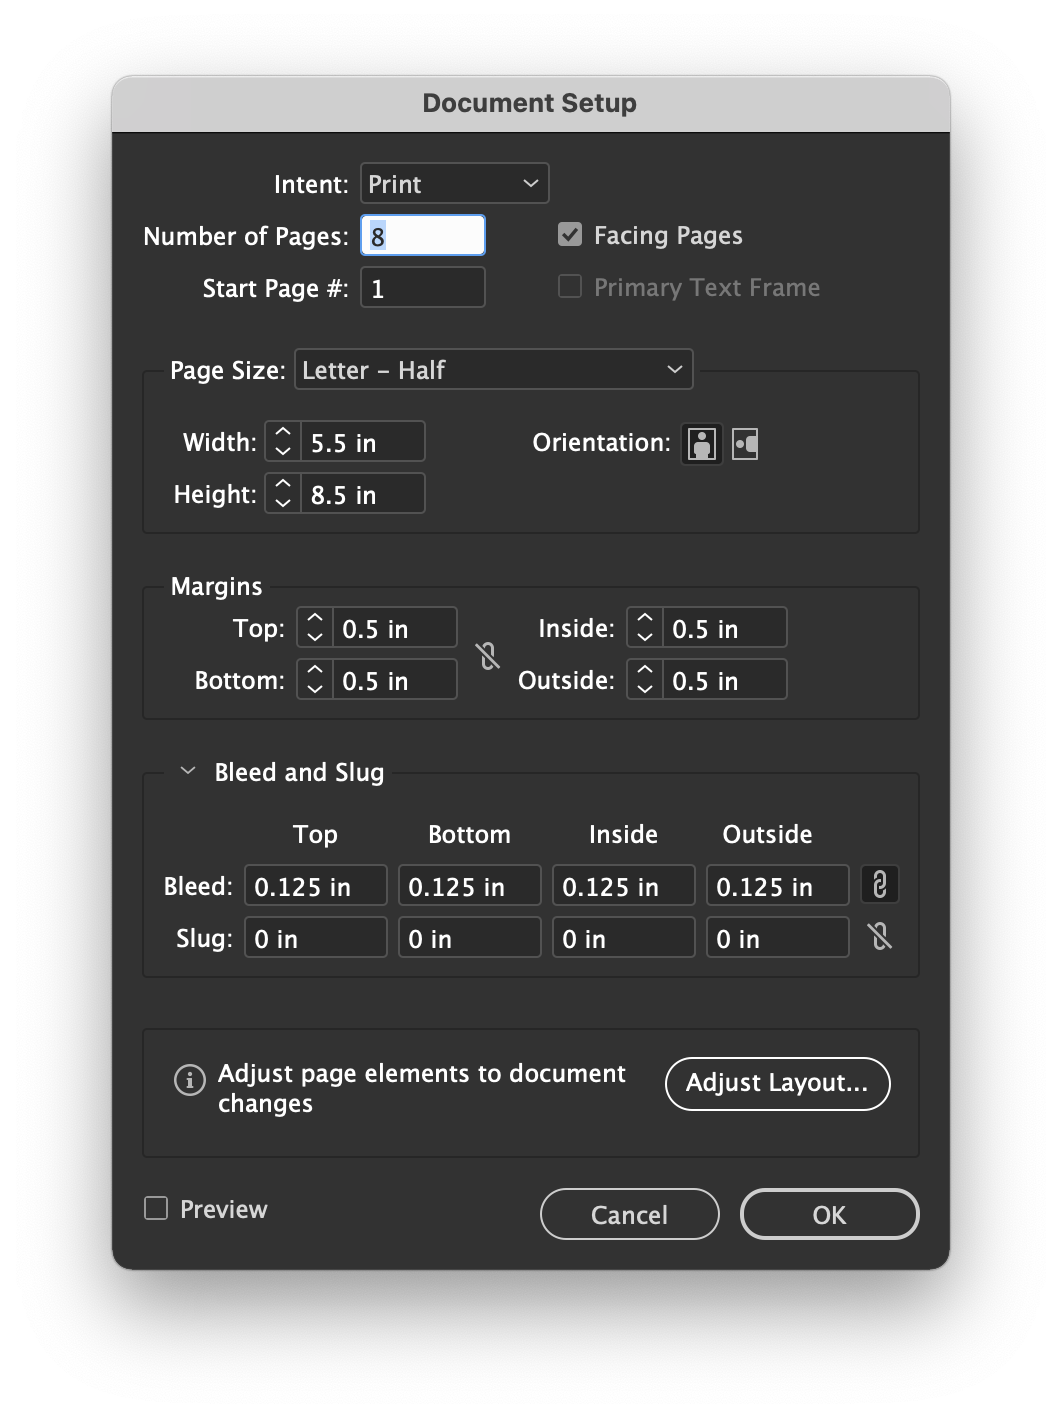 Document Setup
Intent: Print
Number of Pages: 8 Facing Pages
Start Page #: 1 Primary Text Frame
Page Size: Letter – Half
Width: 5.5 in Orientation:
Height: 8.5 in
Margins
Top: 0.5 in Inside: 0.5 in
Bottom: 0.5 in Outside: 0.5 in
Bleed and Slug
Top Bottom Inside Outside
Bleed: 0.125 in 0.125 in 0.125 in 0.125 in
Slug: 0 in 0 in 0 in 0 in
Adjust page elements to document
changes
Adjust Layout...
Preview Cancel OK